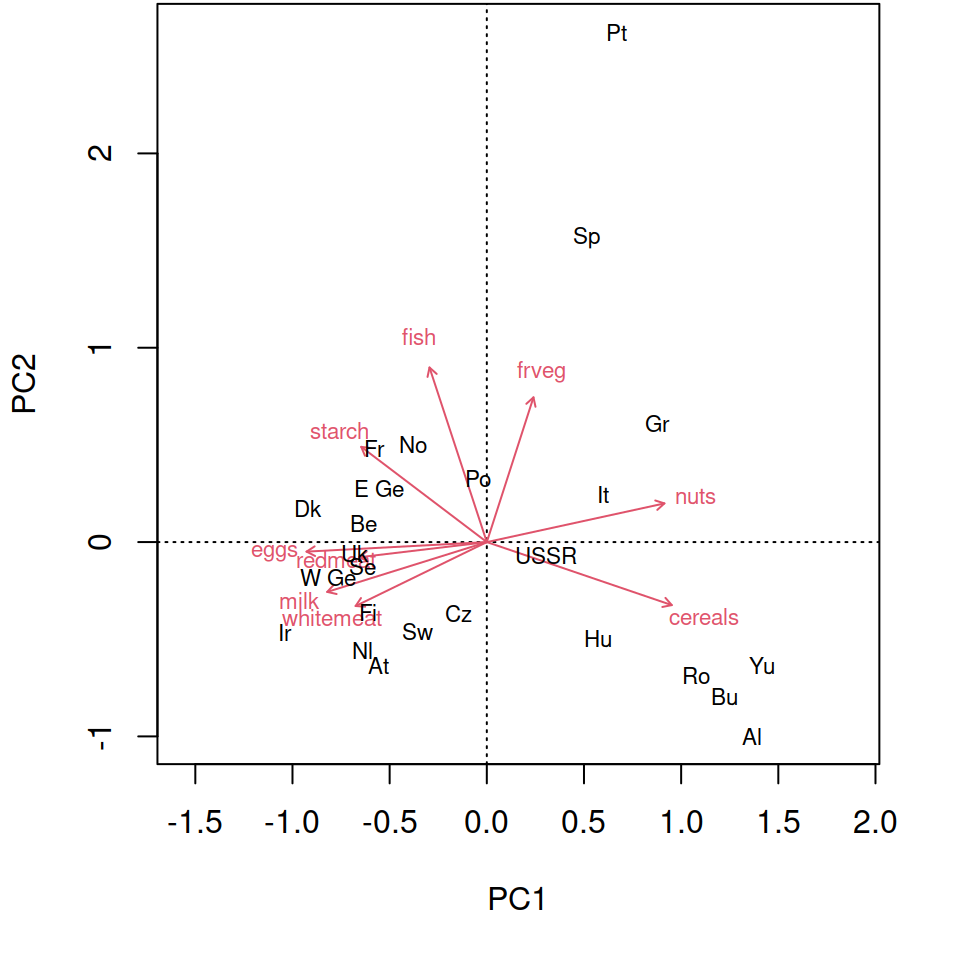 Pt
2
Sp
fish
1
frveg
PC2
Gr
starch
No
Fr
Po
E Ge
It
nuts
Dk
Be
0
eggs
Uk
USSR
redmeat
Se
W Ge
milk
Fi
Cz
whitemeat
cereals
Ir
Sw
Hu
Nl
At
Yu
Ro
Bu
-1
Al
-1.5 -1.0 -0.5 0.0 0.5 1.0 1.5 2.0
PC1